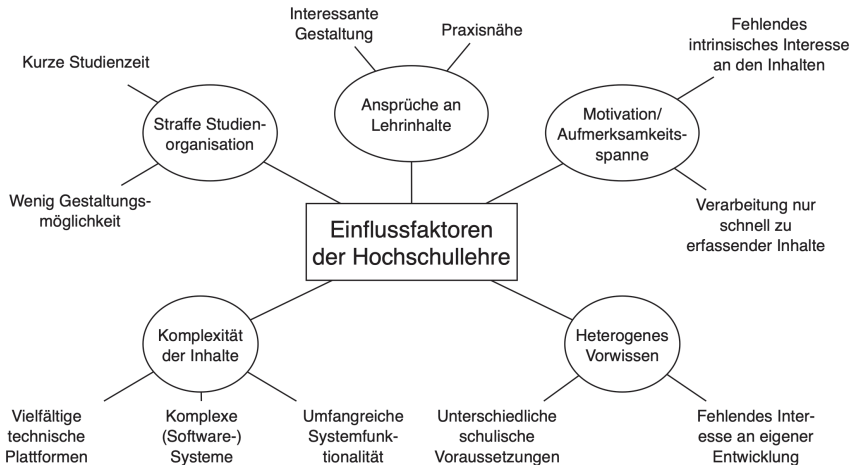 Interessante
Gestaltung
Praxisnähe
Fehlendes
intrinsisches Interesse
an den Inhalten
Kurze Studienzeit
Ansprüche an
Lehrinhalte
Straffe Studien-
organisation
Motivation/
Aufmerksamkeits-
spanne
Wenig Gestaltungs-
möglichkeit
Verarbeitung nur
schnell zu
erfassender Inhalte
Einflussfaktoren
der Hochschullehre
Komplexität
der Inhalte
Heterogenes
Vorwissen
Vielfältige
technische
Plattformen
Komplexe
(Software-)
Systeme
Umfangreiche
Systemfunk-
tionalität
Unterschiedliche
schulische
Voraussetzungen
Fehlendes Inter-
esse an eigener
Entwicklung